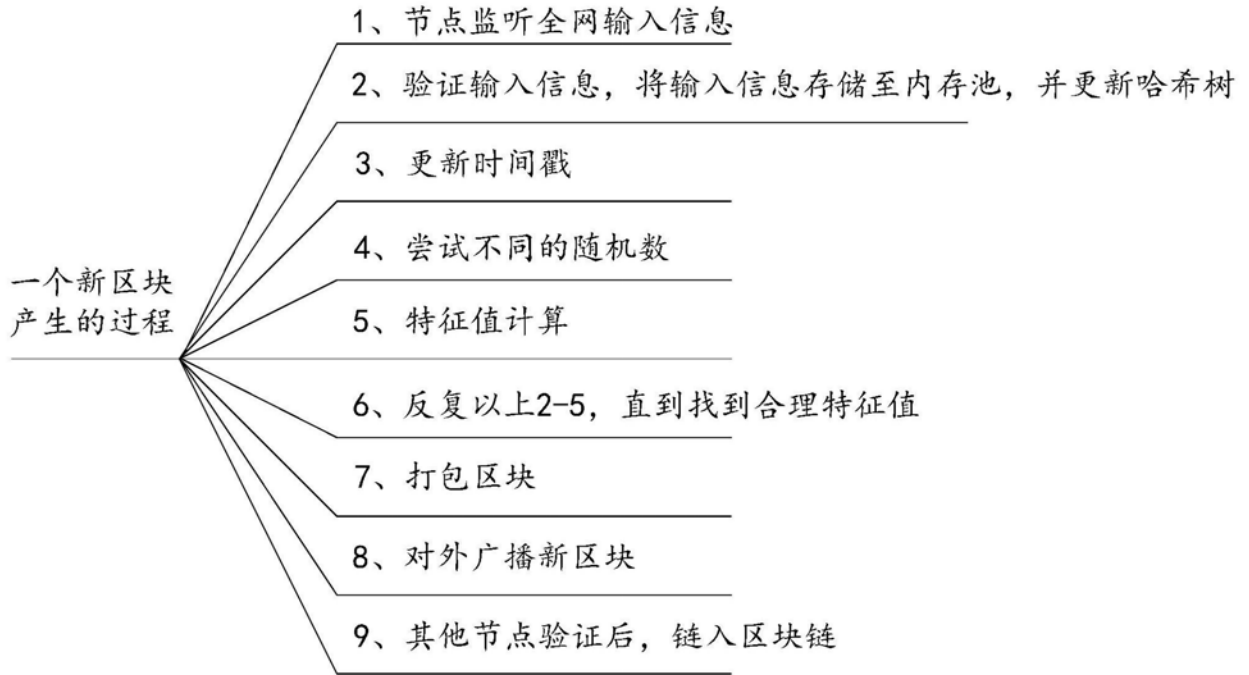 1、节点监听全网输入信息
2、验证输入信息，将输入信息存储至内存池，并更新哈希树
3、更新时间戳
4、尝试不同的随机数
一个新区块
产生的过程
5、特征值计算
6、反复以上2-5，直到找到合理特征值
7、打包区块
8、对外广播新区块
9、其他节点验证后，链入区块链